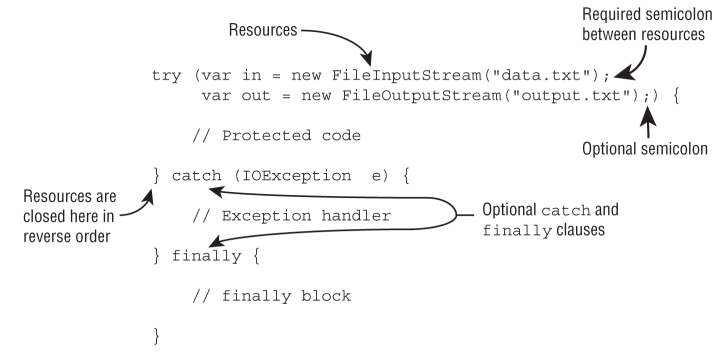 Resources
Required semicolon
between resources
try (var in = new FileInputStream("data.txt");
var out = new FileOutputStream("output.txt");) {
// Protected code
Optional semicolon
} catch (IOException e) {
Resources are
closed here in
reverse order
// Exception handler
Optional catch and
finally clauses
} finally {
// finally block
}